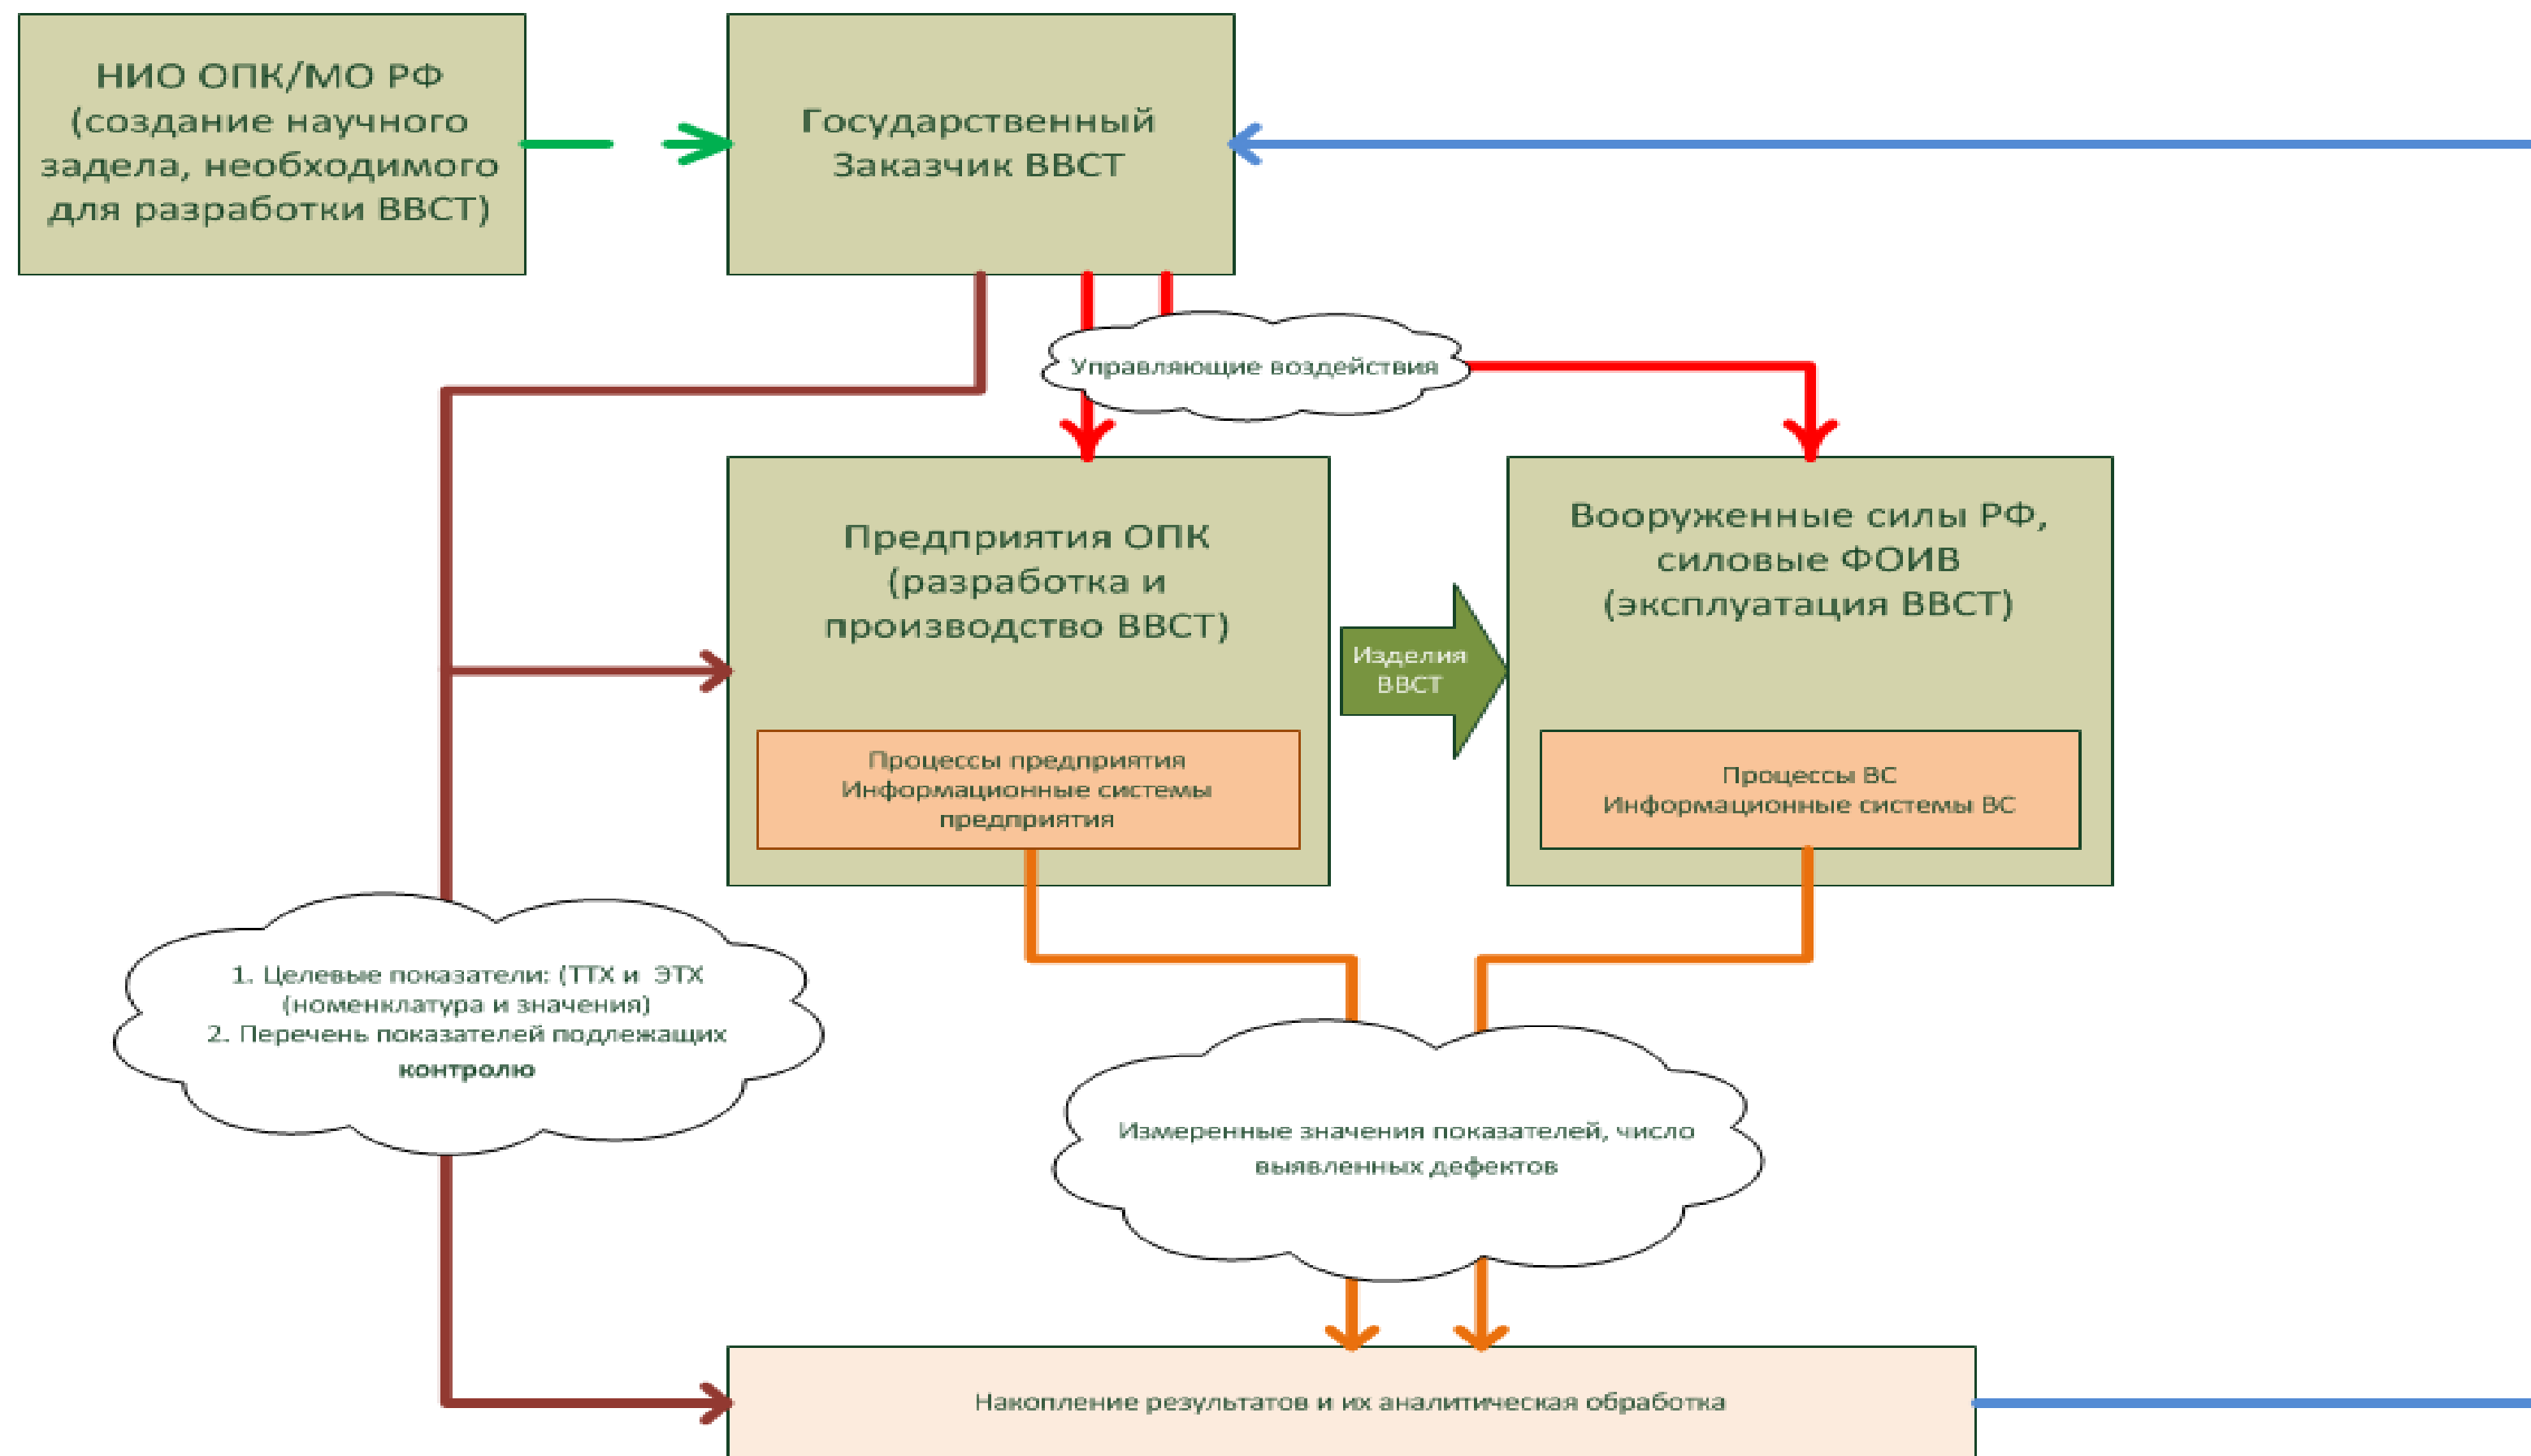 НИО ОПК/МО РФ
(создание научного
задела, необходимого
для разработки ВВСТ)
Государственный
Заказчик ВВСТ
Управляющие воздействия
Предприятия ОПК
(разработка и
производство ВВСТ)
Изделия
ВВСТ
Вооруженные силы РФ,
силовые ФОИВ
(эксплуатация ВВСТ)
Процессы предприятия
Информационные системы
предприятия
Процессы ВС
Информационные системы ВС
1. Целевые показатели: (ТТХ и ЭТХ
(номенклатура и значения)
2. Перечень показателей подлежащих
контролю
Измеренные значения показателей, число
выявленных дефектов
Накопление результатов и их аналитическая обработка